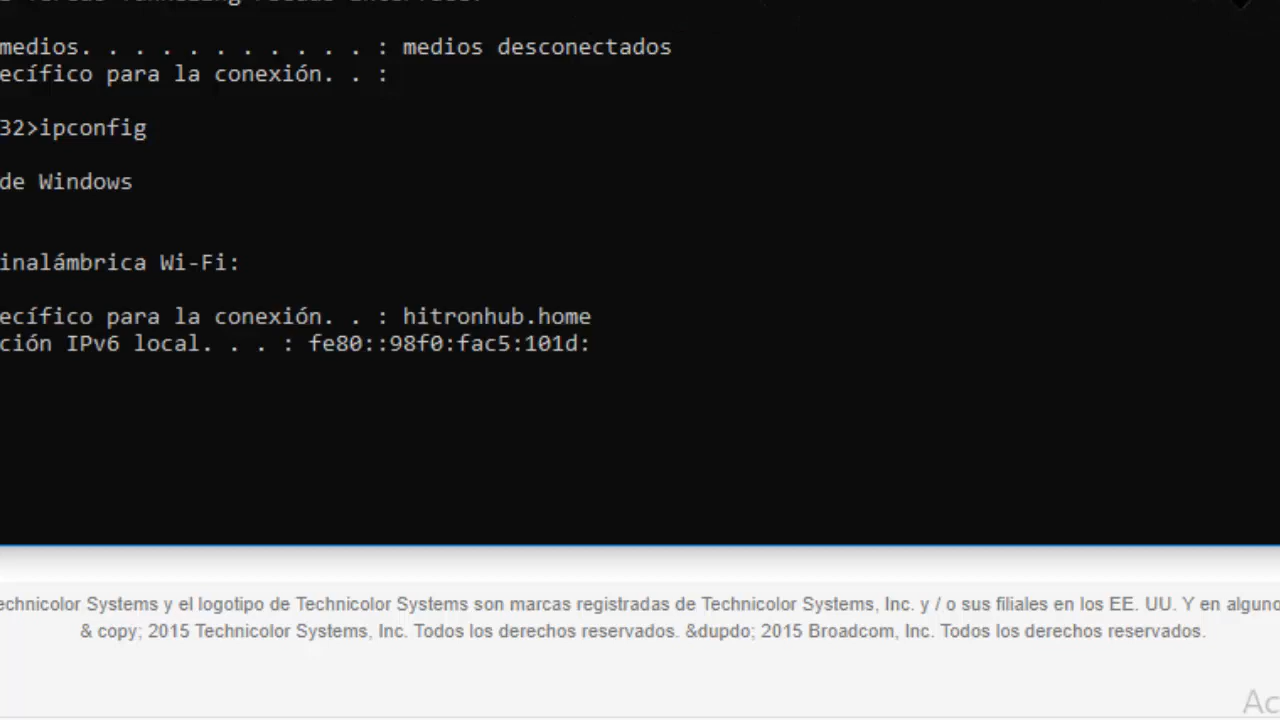 medios. . . . . . . . . . . : medios desconectados
ecífico para la conexión. . :
32>ipconfig
de Windows
inalámbrica Wi-Fi:
ecífico para la conexión. . : hitronhub.home
ción IPv6 local. . . : fe80::98f0:fac5:101d:
echnicolor Systems y el logotipo de Technicolor Systems son marcas registradas de Technicolor Systems, Inc. y / o sus filiales en los EE. UU. Y en alguno
& copy; 2015 Technicolor Systems, Inc. Todos los derechos reservados. &dupdo; 2015 Broadcom, Inc. Todos los derechos reservados.
Ac